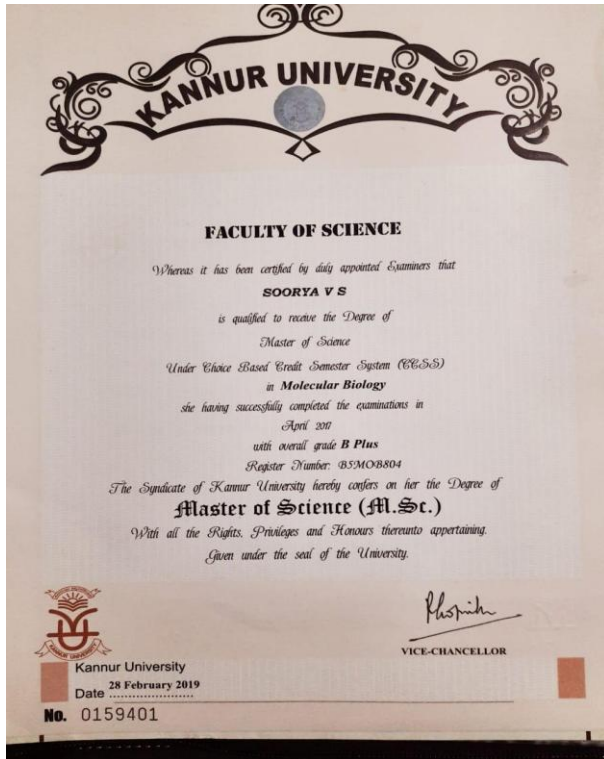 KANNUR UNIVERSITY
FACULTY OF SCIENCE
Whereas it has been certified by duly appointed Examiners that
SOORYA V S
is qualified to receive the Degree of
Master of Science
Under Choice Based Credit Semester System (CCSS)
in Molecular Biology
she having successfully completed the examinations in
April 2017
with overall grade B Plus
Register Number: B5MOB804
The Syndicate of Kannur University hereby confers on her the Degree of
Master of Science (M.Sc.)
With all the Rights, Privileges and Honours thereunto appertaining.
Given under the seal of the University.
VICE-CHANCELLOR
KANNUR UNIVERSITY
Kannur University
Date 28 February 2019
No. 0159401